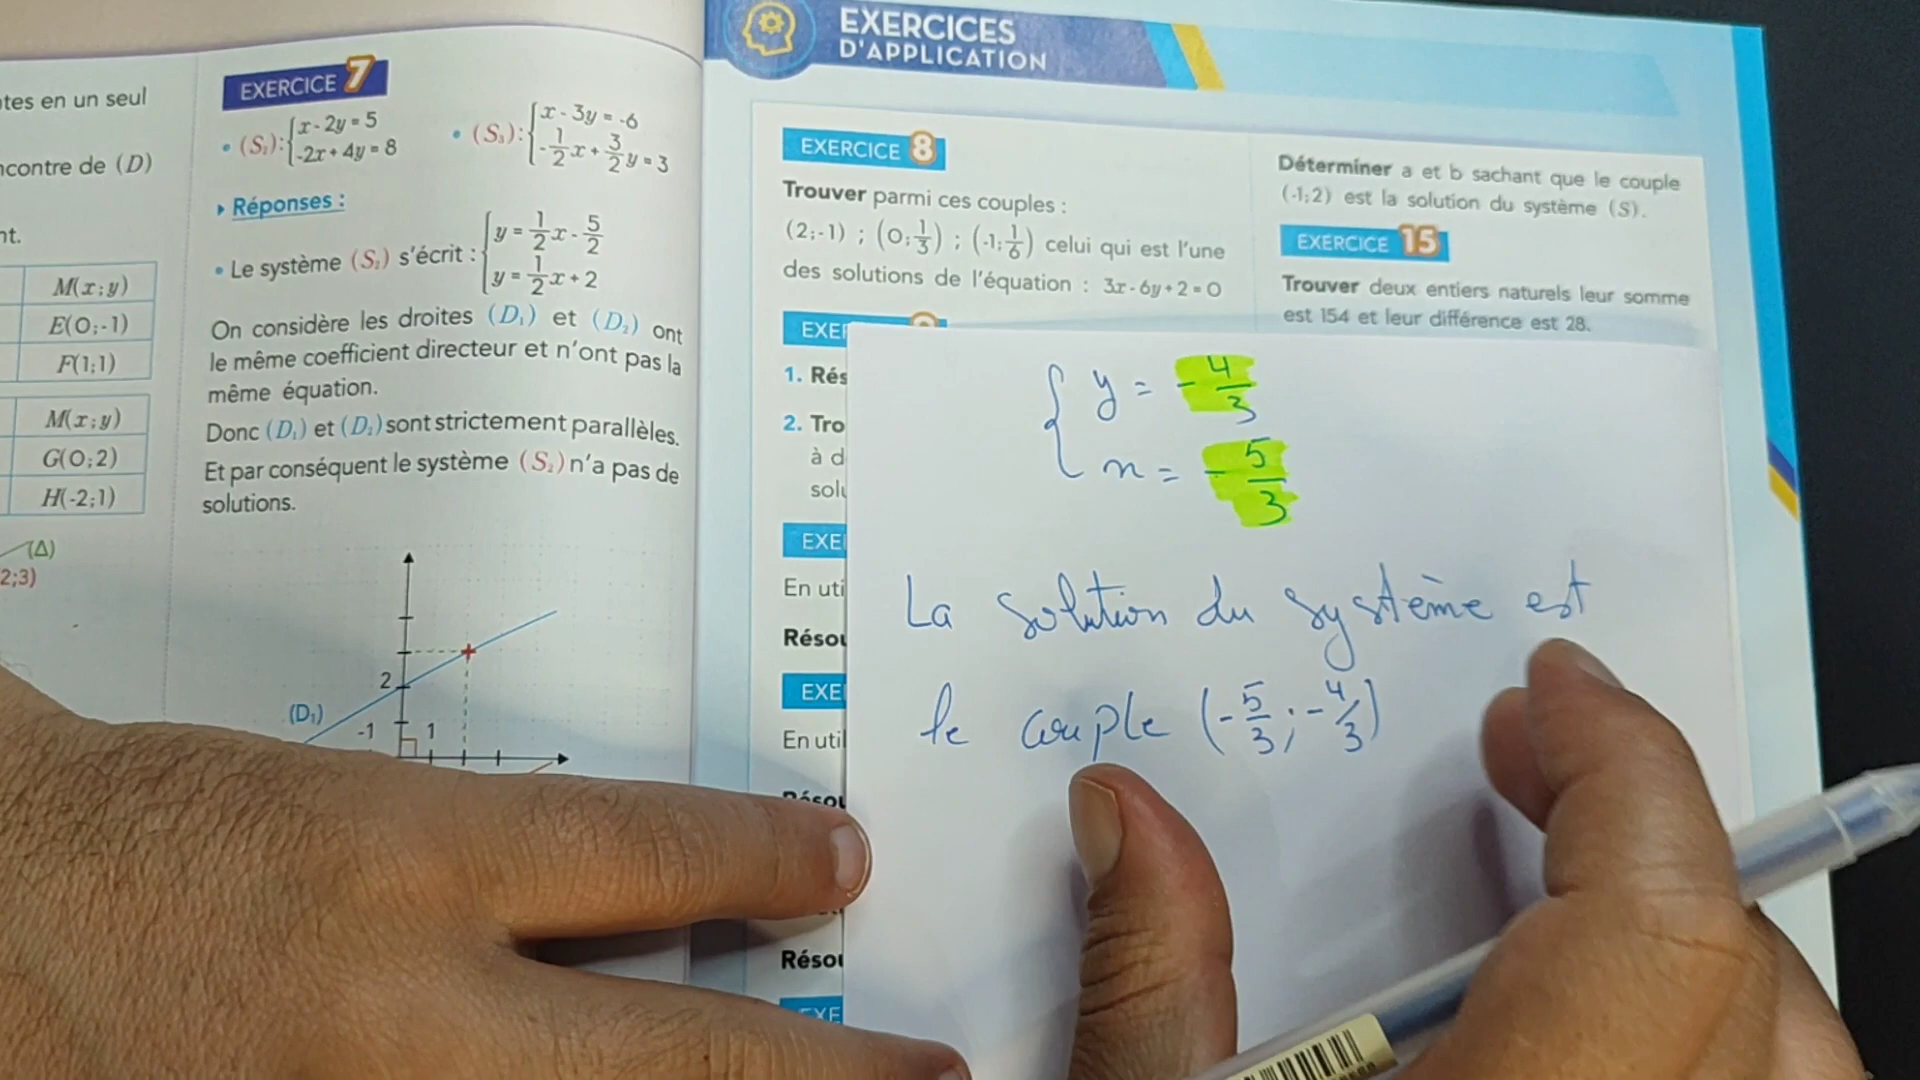 tes en un seul
contre de (D)
nt.
M(x;y)
E(0;-1)
F(1;1)
M(x;y)
G(0;2)
H(-2;1)
(Δ)
2;3)
EXERCICE 7
• (S₂): { x - 2y = 5
-2x + 4y = 8
• (S₃): { x - 3y = -6
-1/2 x + 3/2 y = 3
▸ Réponses :
• Le système (S₂) s'écrit : { y = 1/2 x - 5/2
y = 1/2 x + 2
On considère les droites (D₁) et (D₂) ont
le même coefficient directeur et n'ont pas la
même équation.
Donc (D₁) et (D₂) sont strictement parallèles.
Et par conséquent le système (S₂) n'a pas de
solutions.
2
(D₁)
-1 1
EXERCICES
D'APPLICATION
EXERCICE 8
Trouver parmi ces couples :
(2;-1) ; (0;1/3) ; (-1;1/6) celui qui est l'une
des solutions de l'équation : 3x - 6y + 2 = 0
EXE
1. Rés
2. Tro
à d
solu
EXE
En uti
Résou
EXE
En util
Résou
Résou
EXE
Déterminer a et b sachant que le couple
(-1;2) est la solution du système (S).
EXERCICE 15
Trouver deux entiers naturels leur somme
est 154 et leur différence est 28.
{ y = - 4/3
x = - 5/3
La solution du système est
le couple (-5/3 ; -4/3)